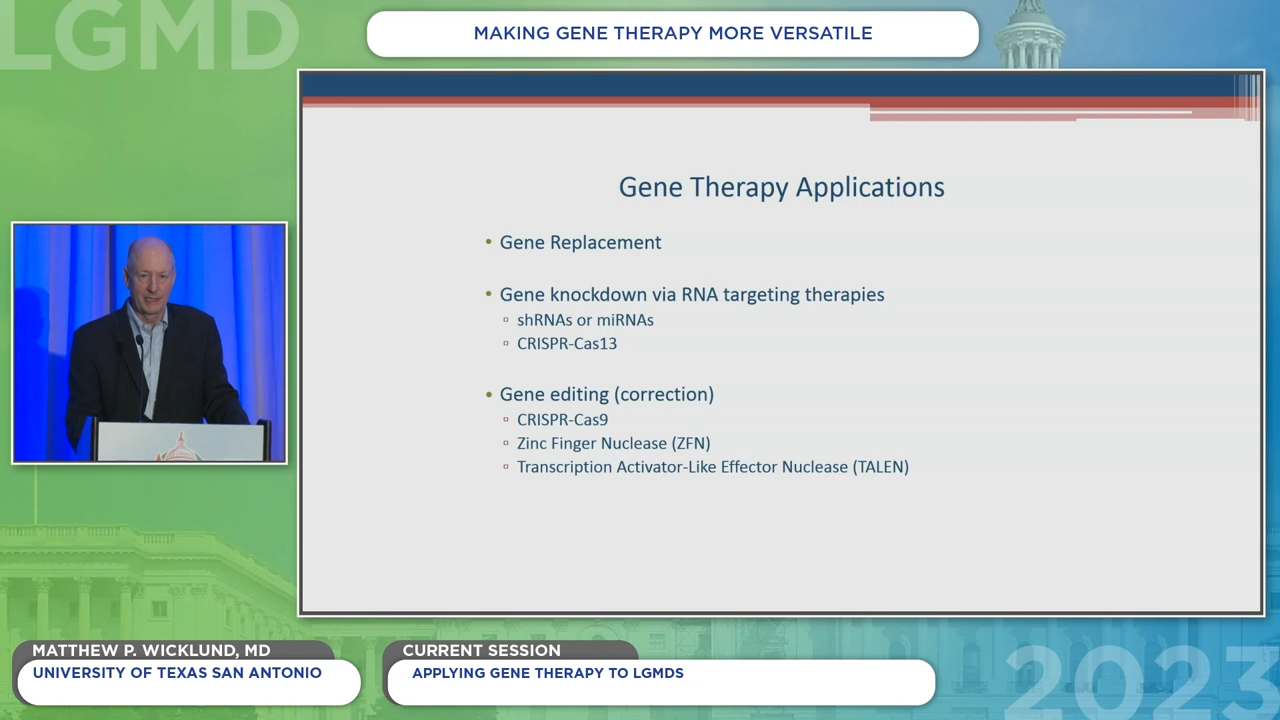 LGMD
MAKING GENE THERAPY MORE VERSATILE
Gene Therapy Applications
• Gene Replacement
• Gene knockdown via RNA targeting therapies
▫ shRNAs or miRNAs
▫ CRISPR-Cas13
• Gene editing (correction)
▫ CRISPR-Cas9
▫ Zinc Finger Nuclease (ZFN)
▫ Transcription Activator-Like Effector Nuclease (TALEN)
MATTHEW P. WICKLUND, MD
UNIVERSITY OF TEXAS SAN ANTONIO
CURRENT SESSION
APPLYING GENE THERAPY TO LGMDS
2023